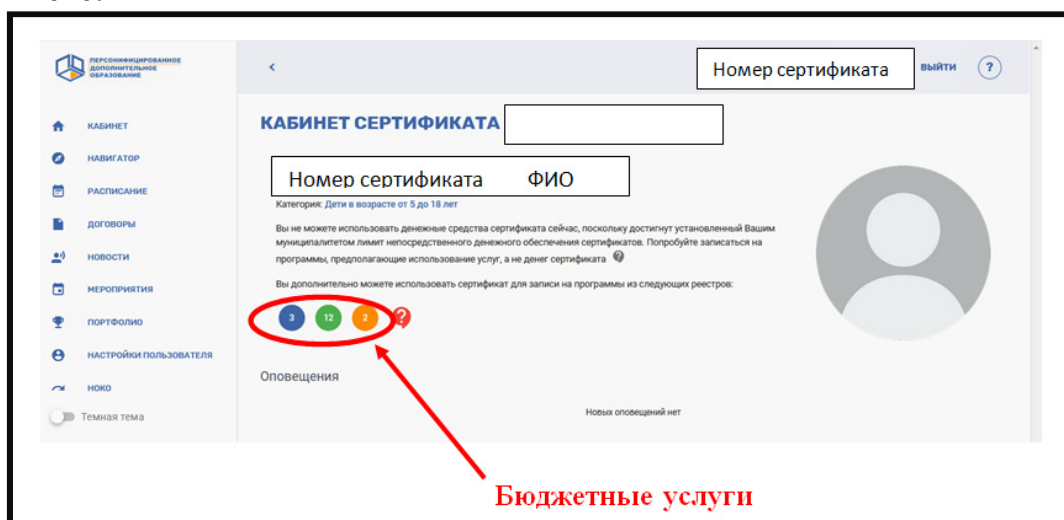 ПЕРСОНИФИЦИРОВАННОЕ
ДОПОЛНИТЕЛЬНОЕ
ОБРАЗОВАНИЕ
Номер сертификата
ВЫЙТИ
?
КАБИНЕТ
НАВИГАТОР
РАСПИСАНИЕ
ДОГОВОРЫ
НОВОСТИ
МЕРОПРИЯТИЯ
ПОРТФОЛИО
НАСТРОЙКИ ПОЛЬЗОВАТЕЛЯ
НОКО
Темная тема
КАБИНЕТ СЕРТИФИКАТА
Номер сертификата ФИО
Категория: Дети в возрасте от 5 до 18 лет
Вы не можете использовать денежные средства сертификата сейчас, поскольку достигнут установленный Вашим
муниципалитетом лимит непосредственного денежного обеспечения сертификатов. Попробуйте записаться на
программы, предполагающие использование услуг, а не денег сертификата ?
Вы дополнительно можете использовать сертификат для записи на программы из следующих реестров:
3 12 2 ?
Оповещения
Новых оповещений нет
Бюджетные услуги